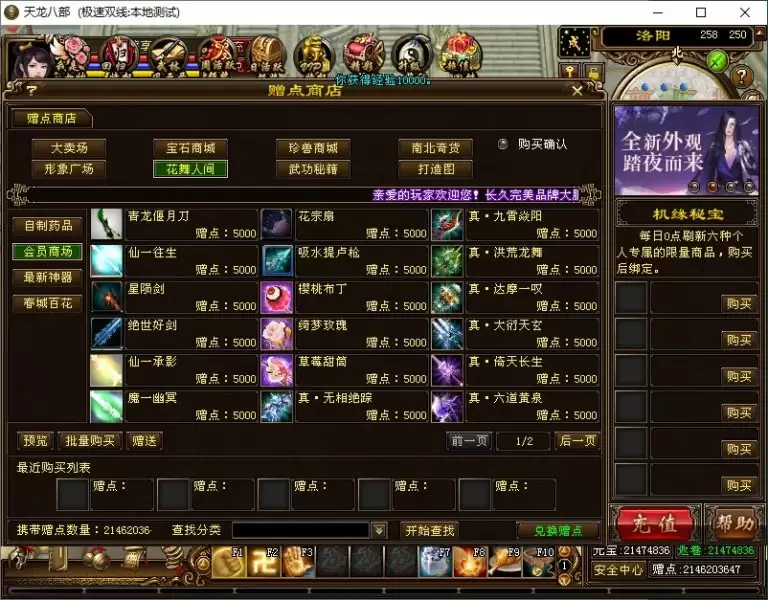 天龙八部 (极速双线:本地测试)
洛阳 258 250
北
你获得经验10000。
赠点商店
赠点商店
大卖场 宝石商城 珍兽商城 南北奇货 购买确认
形象广场 花舞人间 武功秘籍 打造图
亲爱的玩家欢迎您！长久完美品牌大
自制药品
会员商场
最新神器
春城百花
青龙偃月刀 赠点：5000
花宗扇 赠点：5000
真·九霄焱阳 赠点：5000
仙一往生 赠点：5000
吸水提卢枪 赠点：5000
真·洪荒龙舞 赠点：5000
星陨剑 赠点：5000
樱桃布丁 赠点：5000
真·达摩一叹 赠点：5000
绝世好剑 赠点：5000
绮梦玫瑰 赠点：5000
真·大衍天玄 赠点：5000
仙一承影 赠点：5000
草莓甜筒 赠点：5000
真·倚天长生 赠点：5000
魔一幽冥 赠点：5000
真·无相绝踪 赠点：5000
真·六道黄泉 赠点：5000
预览 批量购买 赠送 前一页 1/2 后一页
最近购买列表
赠点： 赠点： 赠点： 赠点： 赠点：
携带赠点数量：21462036 查找分类 开始查找 兑换赠点
全新外观
踏夜而来
机缘秘宝
每日0点刷新六种个
人专属的限量商品，购买
后绑定。
购买
购买
购买
购买
购买
购买
充值 帮助
元宝:21474836 返卷:21474836
安全中心 赠点:2146203647
F1 F2 F3 F7 F8 F9 F10
1